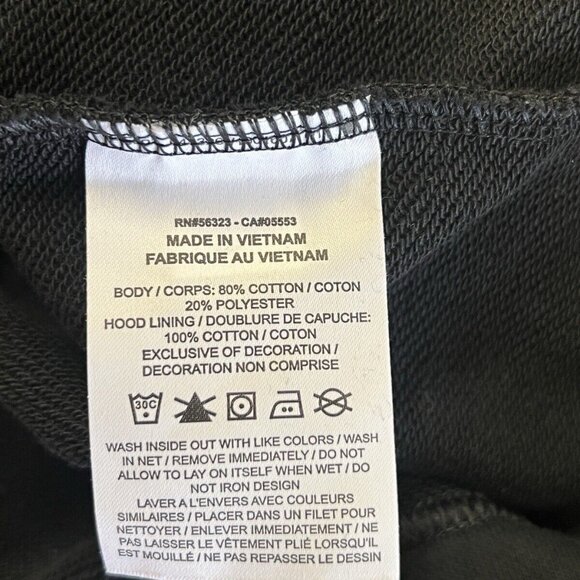 RN#56323 - CA#05553
MADE IN VIETNAM
FABRIQUE AU VIETNAM
BODY / CORPS: 80% COTTON / COTON
20% POLYESTER
HOOD LINING / DOUBLURE DE CAPUCHE:
100% COTTON / COTON
EXCLUSIVE OF DECORATION /
DECORATION NON COMPRISE
30C
WASH INSIDE OUT WITH LIKE COLORS / WASH
IN NET / REMOVE IMMEDIATELY / DO NOT
ALLOW TO LAY ON ITSELF WHEN WET / DO
NOT IRON DESIGN
LAVER A L'ENVERS AVEC COULEURS
SIMILAIRES / PLACER DANS UN FILET POUR
NETTOYER / ENLEVER IMMEDIATEMENT / NE
PAS LAISSER LE VÊTEMENT PLIÉ LORSQU'IL
EST MOUILLÉ / NE PAS REPASSER LE DESSIN